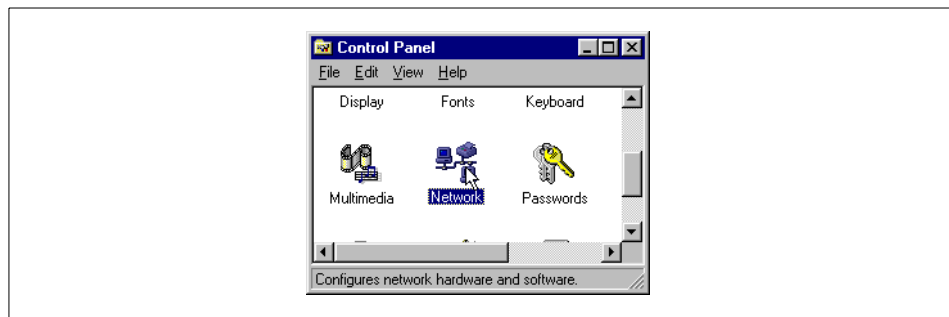 Control Panel
File Edit View Help
Display Fonts Keyboard
Multimedia Network Passwords
Configures network hardware and software.